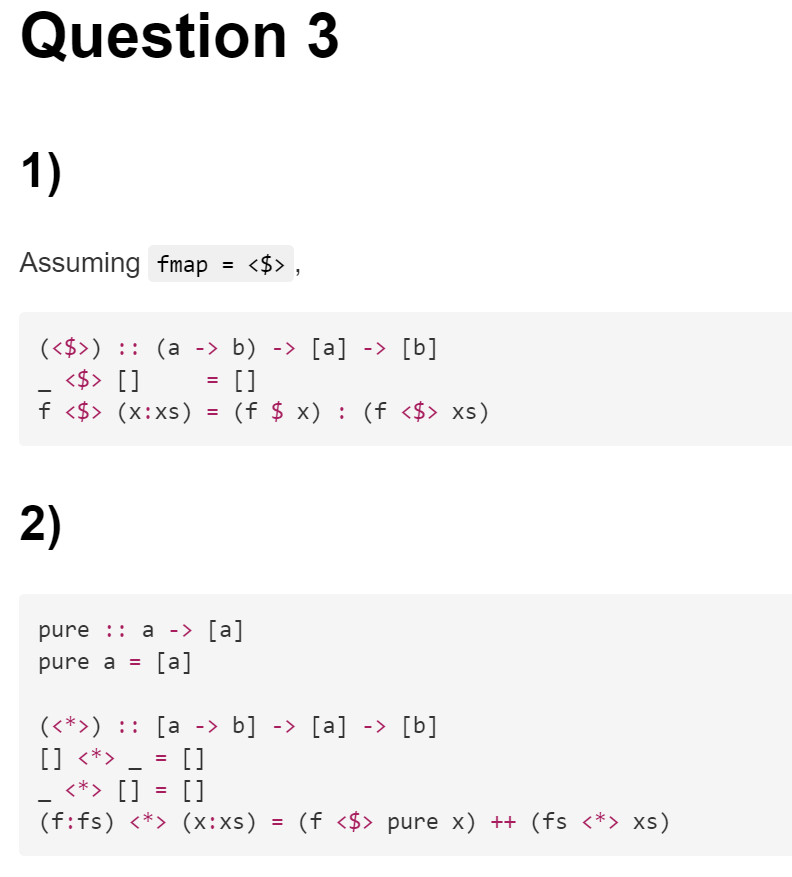 Question 3
1)
Assuming fmap = <$>,
(<$>) :: (a -> b) -> [a] -> [b]
_ <$> []     = []
f <$> (x:xs) = (f $ x) : (f <$> xs)
2)
pure :: a -> [a]
pure a = [a]
(<*>) :: [a -> b] -> [a] -> [b]
[] <*> _ = []
_ <*> [] = []
(f:fs) <*> (x:xs) = (f <$> pure x) ++ (fs <*> xs)